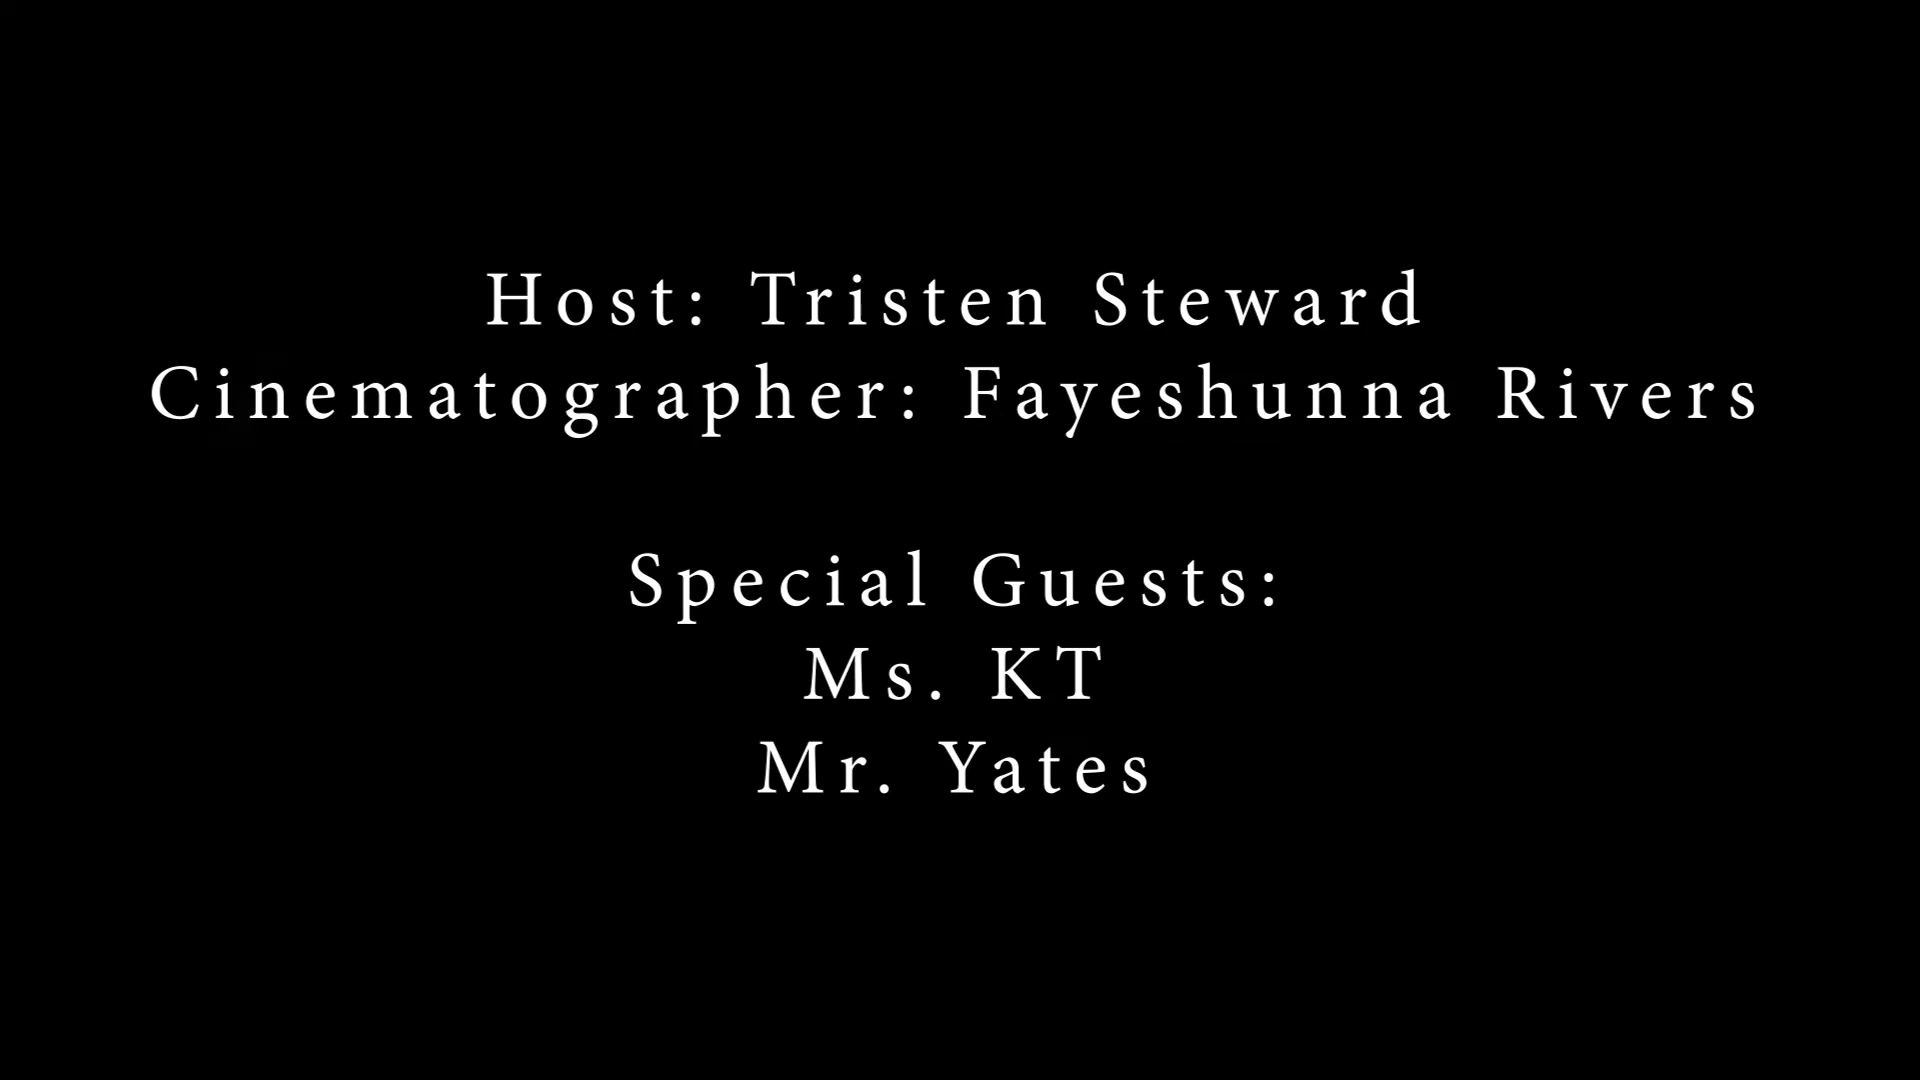 Host: Tristen Steward
Cinematographer: Fayeshunna Rivers
Special Guests:
Ms. KT
Mr. Yates